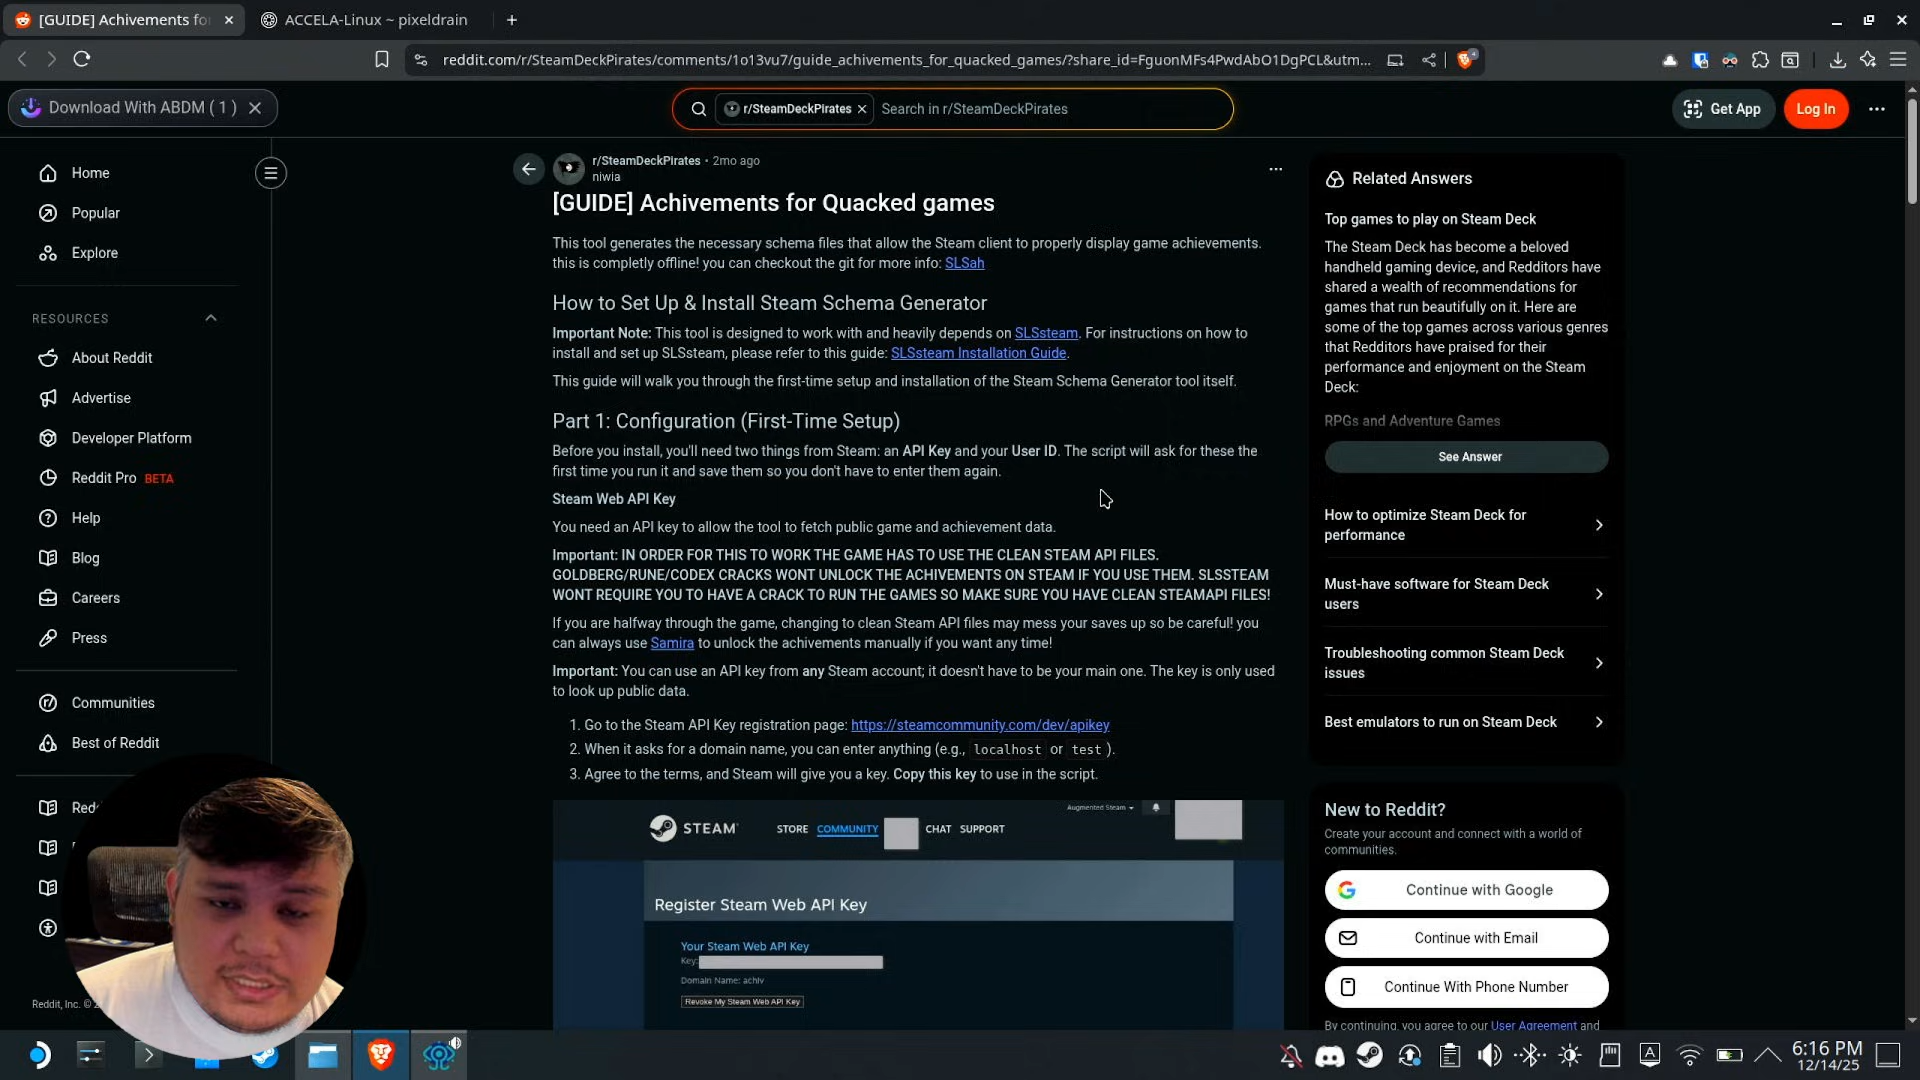 [GUIDE] Achivements fo
ACCELA-Linux ~ pixeldrain
reddit.com/r/SteamDeckPirates/comments/1o13vu7/guide_achivements_for_quacked_games/?share_id=FguonMFs4PwdAbO1DgPCL&utm...
4
Download With ABDM ( 1 )
r/SteamDeckPirates
Search in r/SteamDeckPirates
Get App
Log In
Home
Popular
Explore
RESOURCES
About Reddit
Advertise
Developer Platform
Reddit Pro BETA
Help
Blog
Careers
Press
Communities
Best of Reddit
Red
Reddit, Inc. © 2
r/SteamDeckPirates • 2mo ago
niwia
[GUIDE] Achivements for Quacked games
This tool generates the necessary schema files that allow the Steam client to properly display game achievements.
this is completly offline! you can checkout the git for more info: SLSah
How to Set Up & Install Steam Schema Generator
Important Note: This tool is designed to work with and heavily depends on SLSsteam. For instructions on how to
install and set up SLSsteam, please refer to this guide: SLSsteam Installation Guide.
This guide will walk you through the first-time setup and installation of the Steam Schema Generator tool itself.
Part 1: Configuration (First-Time Setup)
Before you install, you'll need two things from Steam: an API Key and your User ID. The script will ask for these the
first time you run it and save them so you don't have to enter them again.
Steam Web API Key
You need an API key to allow the tool to fetch public game and achievement data.
Important: IN ORDER FOR THIS TO WORK THE GAME HAS TO USE THE CLEAN STEAM API FILES.
GOLDBERG/RUNE/CODEX CRACKS WONT UNLOCK THE ACHIVEMENTS ON STEAM IF YOU USE THEM. SLSSTEAM
WONT REQUIRE YOU TO HAVE A CRACK TO RUN THE GAMES SO MAKE SURE YOU HAVE CLEAN STEAMAPI FILES!
If you are halfway through the game, changing to clean Steam API files may mess your saves up so be careful! you
can always use Samira to unlock the achivements manually if you want any time!
Important: You can use an API key from any Steam account; it doesn't have to be your main one. The key is only used
to look up public data.
1. Go to the Steam API Key registration page: https://steamcommunity.com/dev/apikey
2. When it asks for a domain name, you can enter anything (e.g., localhost or test ).
3. Agree to the terms, and Steam will give you a key. Copy this key to use in the script.
Augmented Steam
STEAM
STORE COMMUNITY CHAT SUPPORT
Register Steam Web API Key
Your Steam Web API Key
Key:
Domain Name: achiv
Revoke My Steam Web API Key
Related Answers
Top games to play on Steam Deck
The Steam Deck has become a beloved
handheld gaming device, and Redditors have
shared a wealth of recommendations for
games that run beautifully on it. Here are
some of the top games across various genres
that Redditors have praised for their
performance and enjoyment on the Steam
Deck:
RPGs and Adventure Games
See Answer
How to optimize Steam Deck for
performance
Must-have software for Steam Deck
users
Troubleshooting common Steam Deck
issues
Best emulators to run on Steam Deck
New to Reddit?
Create your account and connect with a world of
communities.
Continue with Google
Continue with Email
Continue With Phone Number
By continuing, you agree to our User Agreement and
6:16 PM
12/14/25